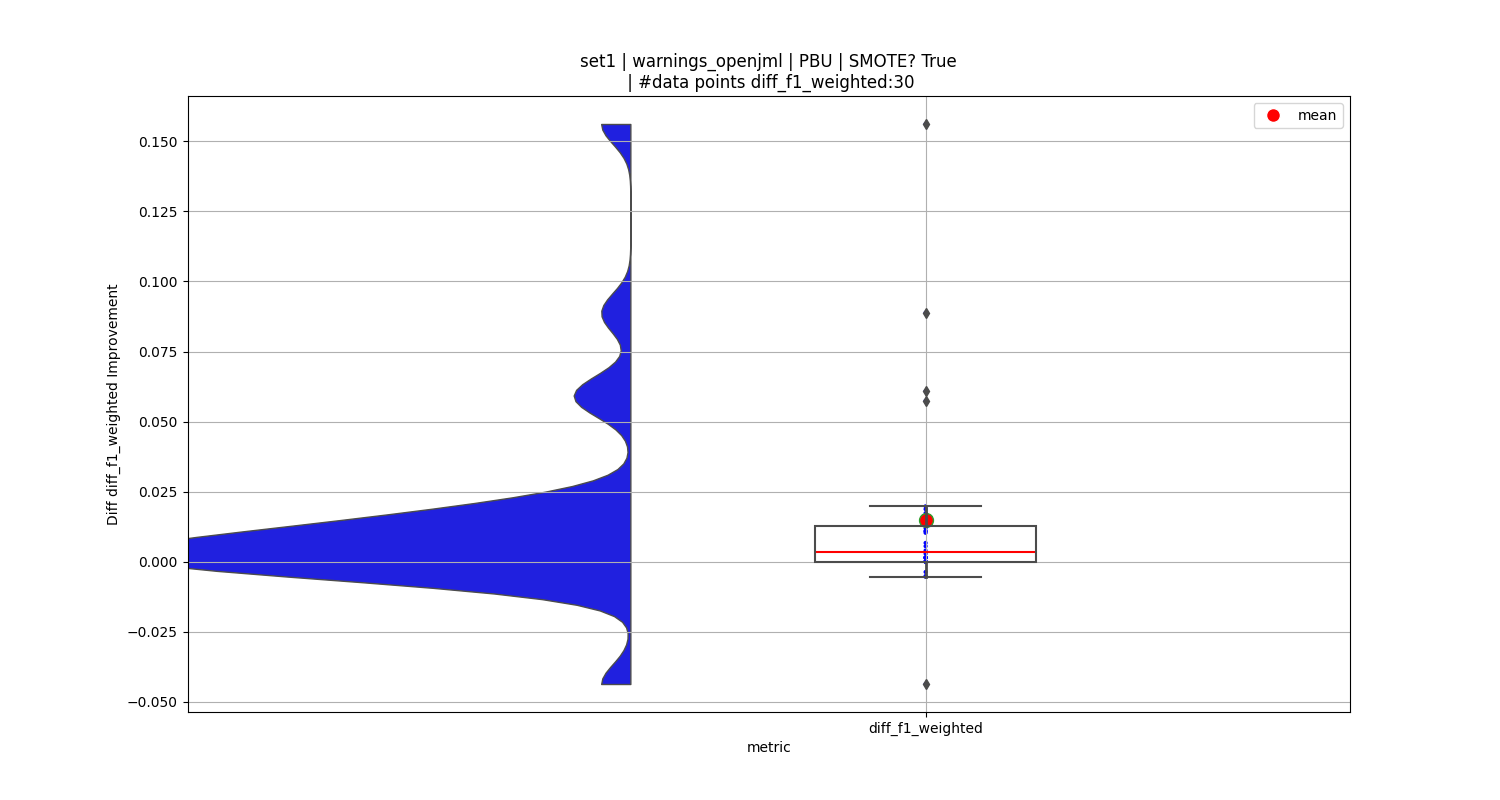 set1 | warnings_openjml | PBU | SMOTE? True
| #data points diff_f1_weighted:30
mean
0.150
0.125
0.100
0.075
0.050
0.025
0.000
−0.025
−0.050
Diff diff_f1_weighted Improvement
diff_f1_weighted
metric